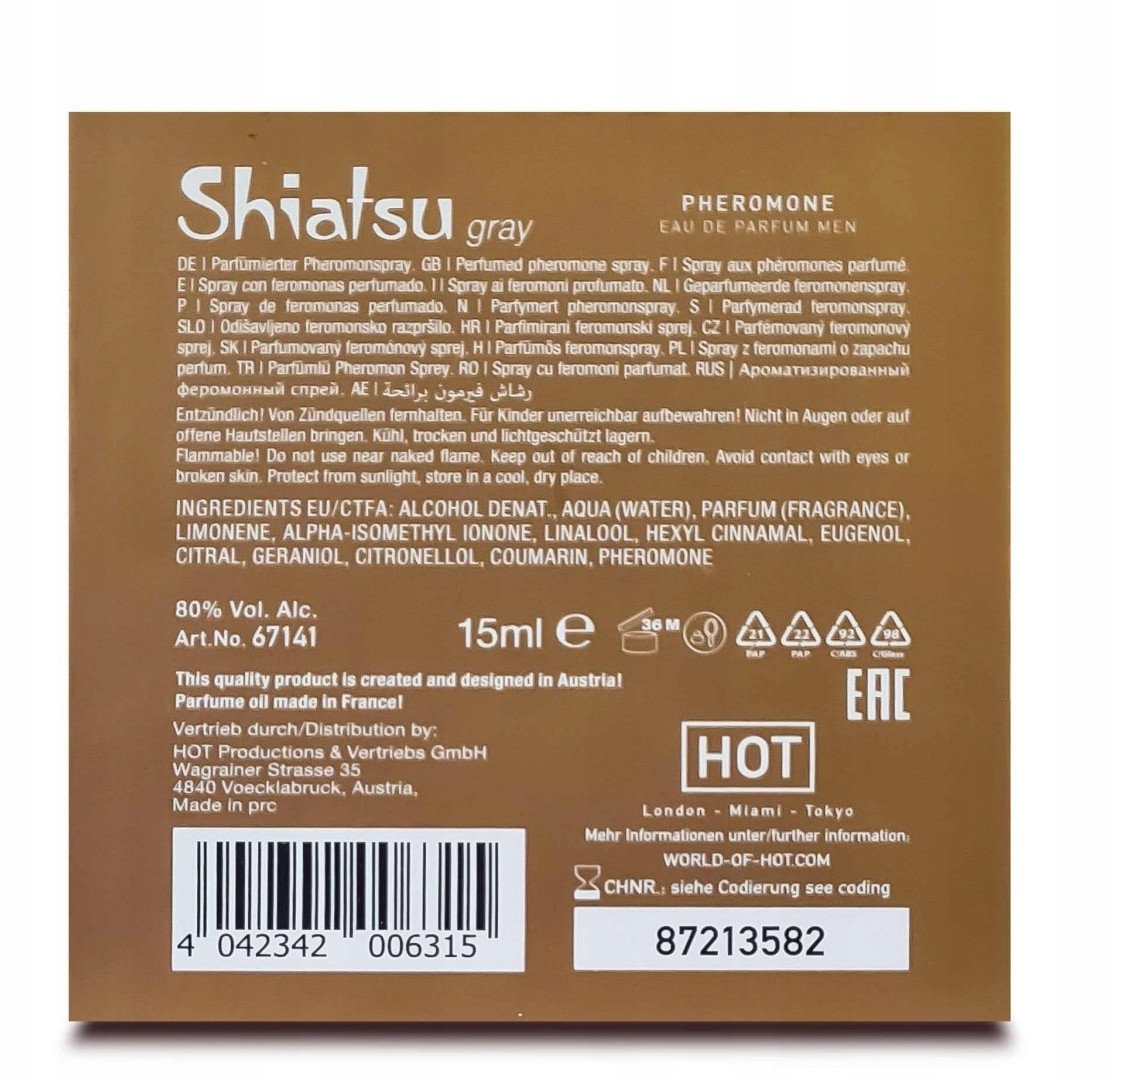 Shiatsu gray
PHEROMONE
EAU DE PARFUM MEN
DE | Parfümierter Pheromonspray. GB | Perfumed pheromone spray. F | Spray aux phéromones parfumé.
E | Spray con feromonas perfumado. I | Spray ai feromoni profumato. NL | Geparfumeerde feromonenspray.
P | Spray de feromonas perfumado. N | Parfymert pheromonspray. S | Parfymerad feromonspray.
SLO | Odišavljeno feromonsko razpršilo. HR | Parfimirani feromonski sprej. CZ | Parfémovaný feromonový
sprej. SK | Parfumovaný feromónový sprej. H | Parfümös feromonspray. PL | Spray z feromonami o zapachu
perfum. TR | Parfümlü Pheromon Sprey. RO | Spray cu feromoni parfumat. RUS | Ароматизированный
феромонный спрей. AE | رشاش فيرمون برائحة
Entzündlich! Von Zündquellen fernhalten. Für Kinder unerreichbar aufbewahren! Nicht in Augen oder auf
offene Hautstellen bringen. Kühl, trocken und lichtgeschützt lagern.
Flammable! Do not use near naked flame. Keep out of reach of children. Avoid contact with eyes or
broken skin. Protect from sunlight, store in a cool, dry place.
INGREDIENTS EU/CTFA: ALCOHOL DENAT., AQUA (WATER), PARFUM (FRAGRANCE),
LIMONENE, ALPHA-ISOMETHYL IONONE, LINALOOL, HEXYL CINNAMAL, EUGENOL,
CITRAL, GERANIOL, CITRONELLOL, COUMARIN, PHEROMONE
80% Vol. Alc.
Art.No. 67141
15ml e
36 M
21 PAP
22 PAP
92 C/ABS
98 C/Glass
EAC
This quality product is created and designed in Austria!
Parfume oil made in France!
Vertrieb durch/Distribution by:
HOT Productions & Vertriebs GmbH
Wagrainer Strasse 35
4840 Voecklabruck, Austria,
Made in prc
HOT
London - Miami - Tokyo
Mehr Informationen unter/further information:
WORLD-OF-HOT.COM
CHNR.: siehe Codierung see coding
87213582
4 042342 006315